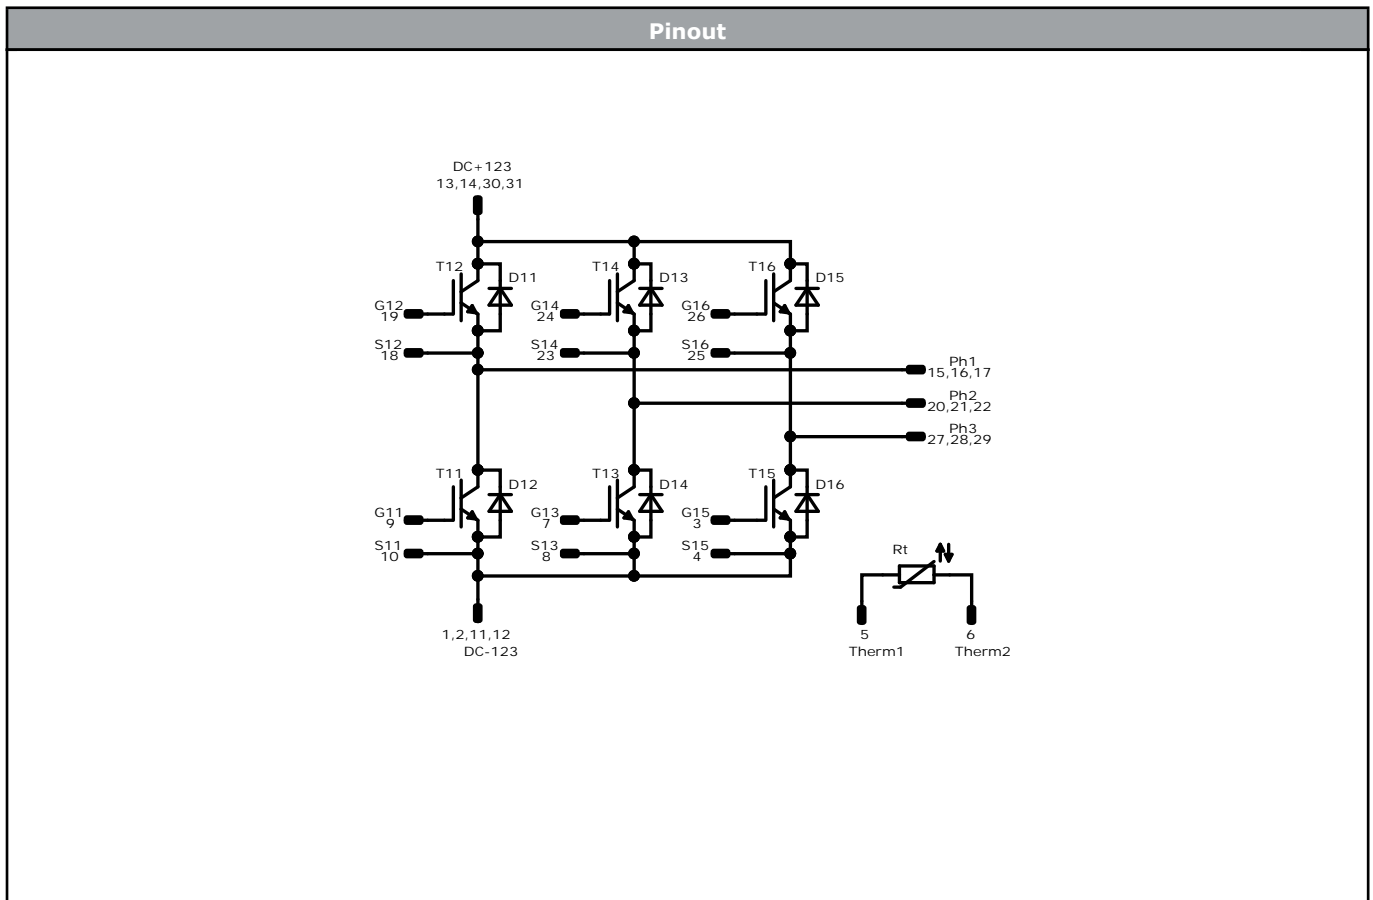 Pinout
DC+123
13,14,30,31
T12
D11
T14
D13
T16
D15
G12
19
G14
24
G16
26
S12
18
S14
23
S16
25
Ph1
15,16,17
Ph2
20,21,22
Ph3
27,28,29
T11
D12
T13
D14
T15
D16
G11
9
G13
7
G15
3
S11
10
S13
8
S15
4
Rt
1,2,11,12
DC-123
5
Therm1
6
Therm2